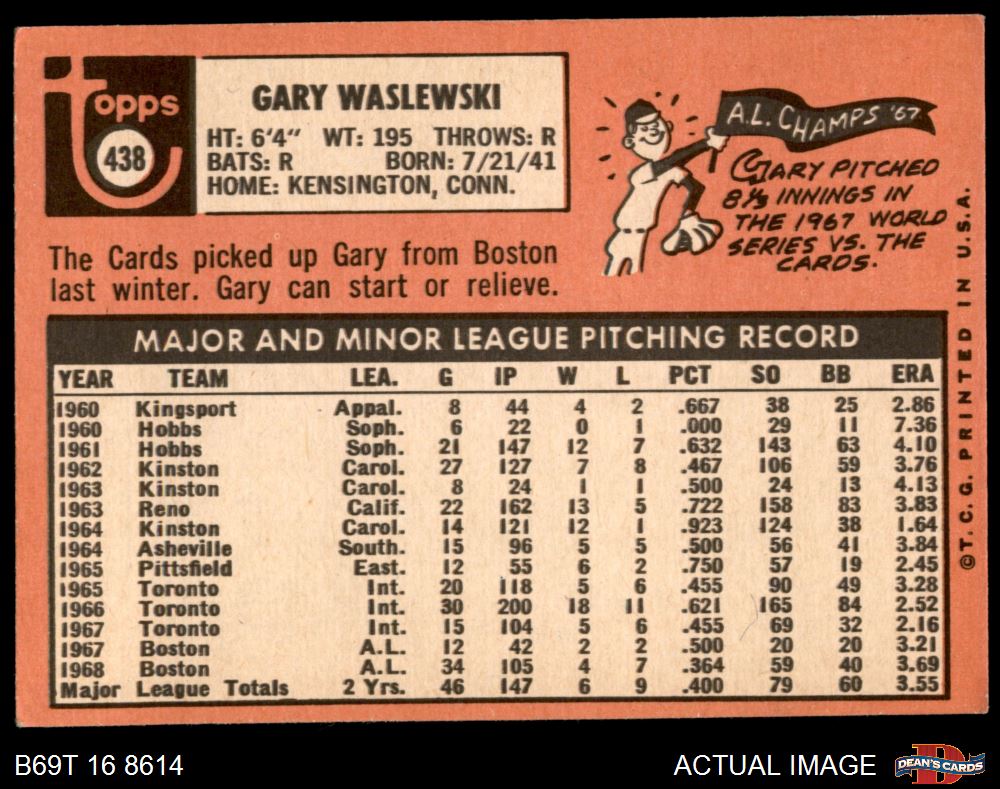 Topps
438
GARY WASLEWSKI
HT: 6'4" WT: 195 THROWS: R
BATS: R BORN: 7/21/41
HOME: KENSINGTON, CONN.
The Cards picked up Gary from Boston
last winter. Gary can start or relieve.
A.L. CHAMPS '67
GARY PITCHED
8 1/3 INNINGS IN
THE 1967 WORLD
SERIES VS. THE
CARDS.
MAJOR AND MINOR LEAGUE PITCHING RECORD
YEAR TEAM LEA. G IP W L PCT SO BB ERA
1960 Kingsport Appal. 8 44 4 2 .667 38 25 2.86
1960 Hobbs Soph. 6 22 0 1 .000 29 11 7.36
1961 Hobbs Soph. 21 147 12 7 .632 143 63 4.10
1962 Kinston Carol. 27 127 7 8 .467 106 59 3.76
1963 Kinston Carol. 8 24 1 1 .500 24 13 4.13
1963 Reno Calif. 22 162 13 5 .722 158 83 3.83
1964 Kinston Carol. 14 121 12 1 .923 124 38 1.64
1964 Asheville South. 15 96 5 5 .500 56 41 3.84
1965 Pittsfield East. 12 55 6 2 .750 57 19 2.45
1965 Toronto Int. 20 118 5 6 .455 90 49 3.28
1966 Toronto Int. 30 200 18 11 .621 165 84 2.52
1967 Toronto Int. 15 104 5 6 .455 69 32 2.16
1967 Boston A.L. 12 42 2 2 .500 20 20 3.21
1968 Boston A.L. 34 105 4 7 .364 59 40 3.69
Major League Totals 2 Yrs. 46 147 6 9 .400 79 60 3.55
©T.C.G. PRINTED IN U.S.A.
B69T 16 8614
ACTUAL IMAGE
D
DEAN'S CARDS